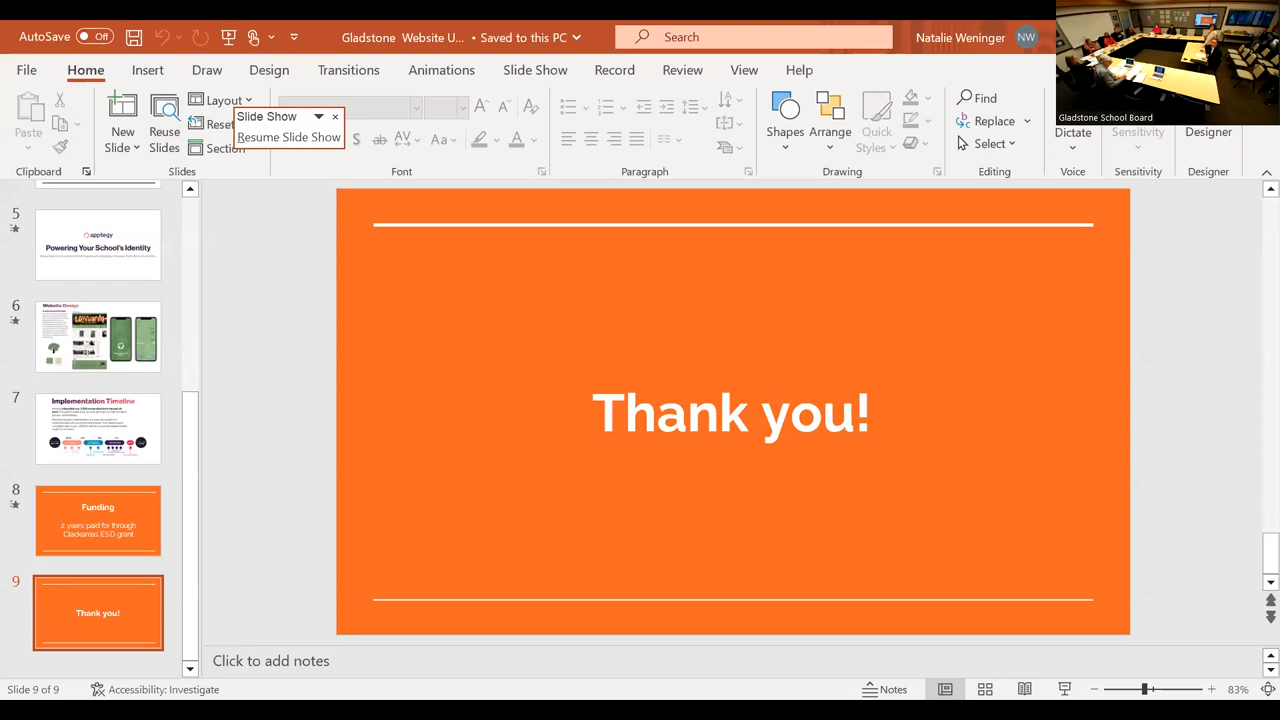 AutoSave Off
Gladstone Website U... • Saved to this PC
Search
Natalie Weninger NW
File Home Insert Draw Design Transitions Animations Slide Show Record Review View Help
Gladstone School Board
New
Slide
Reuse
Slides
Layout
Reset
Section
Slide Show
Resume Slide Show
Aa
Shapes
Arrange
Quick
Styles
Find
Replace
Select
Dictate
Sensitivity
Designer
Clipboard Slides Font Paragraph Drawing Editing Voice Sensitivity Designer
5
apptegy
Powering Your School's Identity
6
Website Design
7
Implementation Timeline
8
Funding
2 years paid for through
Clackamas ESD grant
9
Thank you!
Thank you!
Click to add notes
Slide 9 of 9
Accessibility: Investigate
Notes
83%